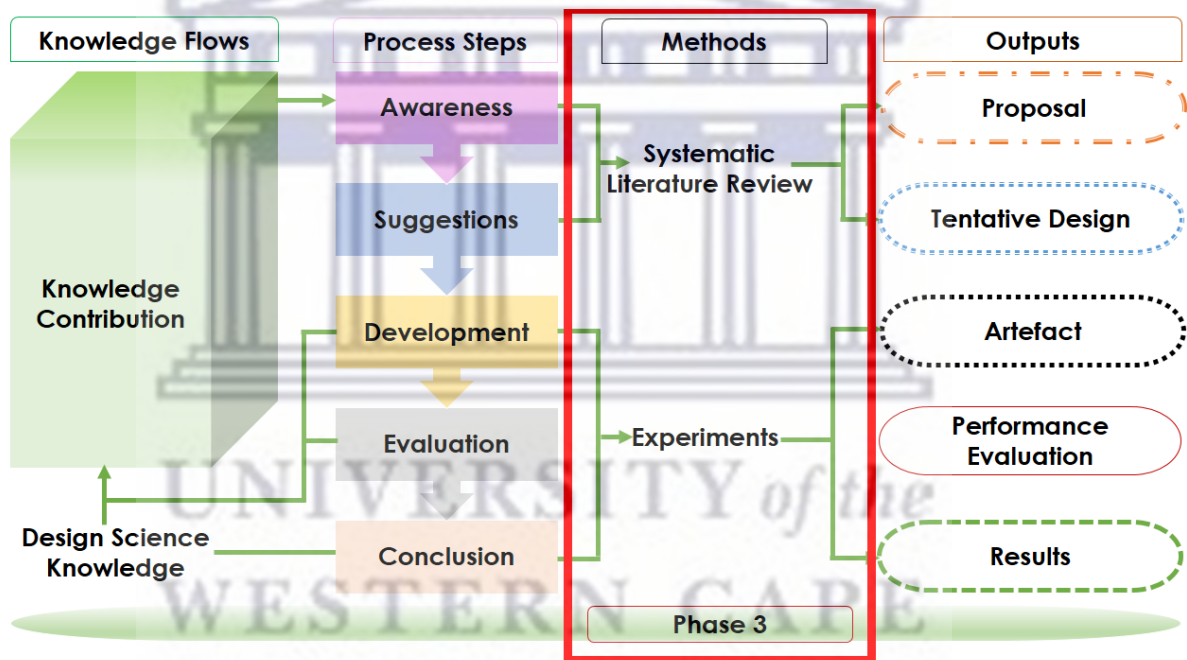 Knowledge Flows
Process Steps
Methods
Outputs
Awareness
Proposal
Systematic
Literature Review
Suggestions
Tentative Design
Knowledge
Contribution
Development
Artefact
Evaluation
Experiments
Performance
Evaluation
UNIVERSITY of the
Design Science
Knowledge
Conclusion
Results
WESTERN CAPE
Phase 3